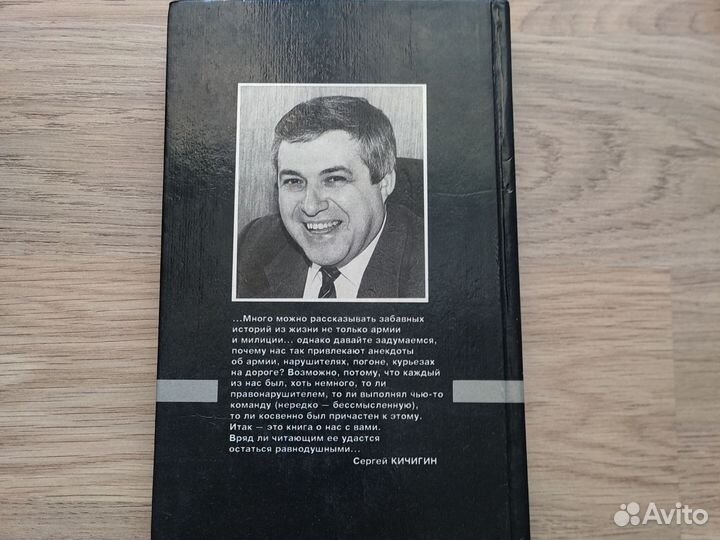 ...Много можно рассказывать забавных
историй из жизни не только армии
и милиции... однако давайте задумаемся,
почему нас так привлекают анекдоты
об армии, нарушителях, погоне, курьезах
на дороге? Возможно, потому, что каждый
из нас был, хоть немного, то ли
правонарушителем, то ли выполнял чью-то
команду (нередко — бессмысленную),
то ли косвенно был причастен к этому.
Итак — это книга о нас с вами.
Вряд ли читающим ее удастся
остаться равнодушными...
Сергей КИЧИГИН
Avito